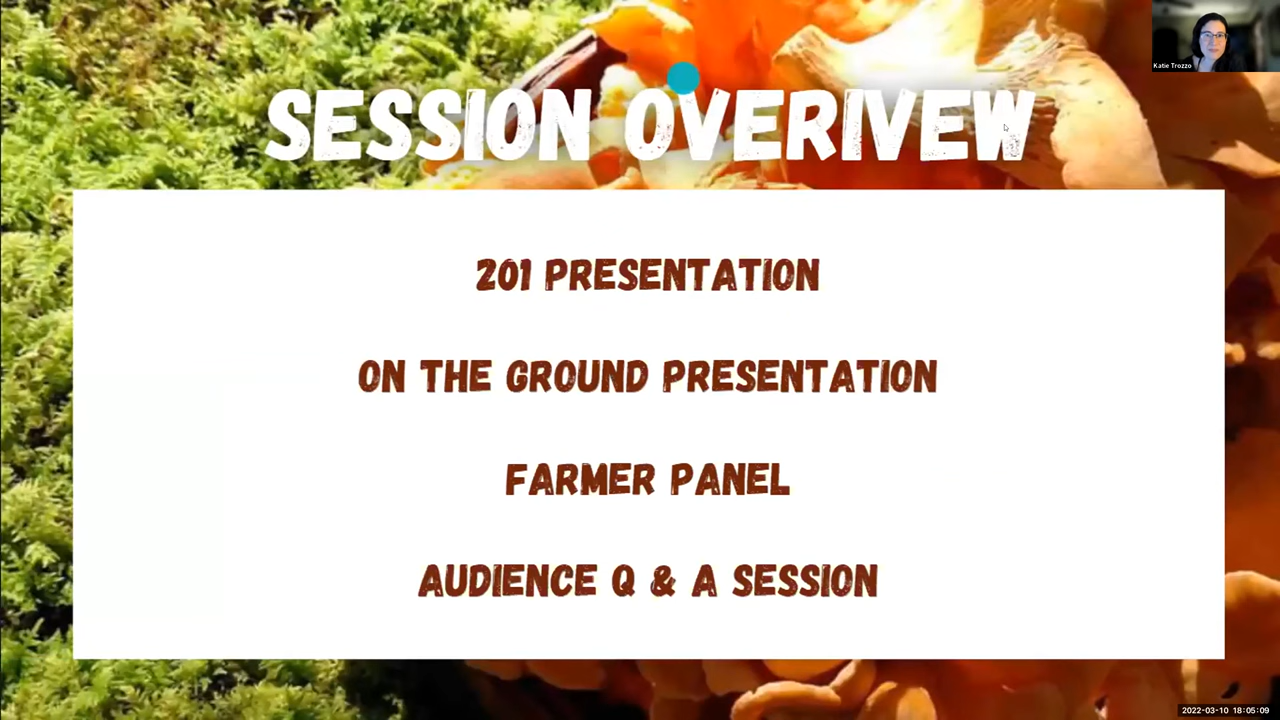 Katie Trozzo
SESSION OVERIVEW
201 PRESENTATION
ON THE GROUND PRESENTATION
FARMER PANEL
AUDIENCE Q & A SESSION
2022-03-10 18:05:09